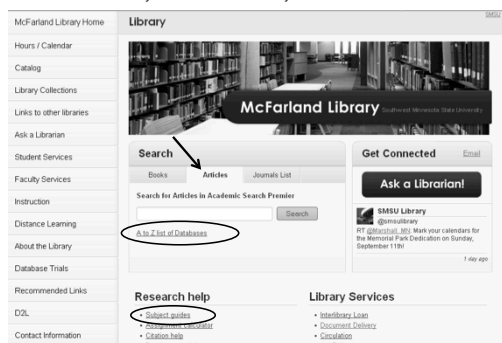 SMSU
McFarland Library Home
Hours / Calendar
Catalog
Library Collections
Links to other libraries
Ask a Librarian
Student Services
Faculty Services
Instruction
Distance Learning
About the Library
Database Trials
Recommended Links
D2L
Contact Information
Library
McFarland Library Southwest Minnesota State University
Search
Books Articles Journals List
Search for Articles in Academic Search Premier
Search
A to Z list of Databases
Get Connected Email
Ask a Librarian!
SMSU Library
@smsulibrary
RT @Marshall_MN: Mark your calendars for
the Memorial Park Dedication on Sunday,
September 11th!
1 day ago
Research help
• Subject guides
• Assignment Calculator
• Citation help
Library Services
• Interlibrary Loan
• Document Delivery
• Circulation